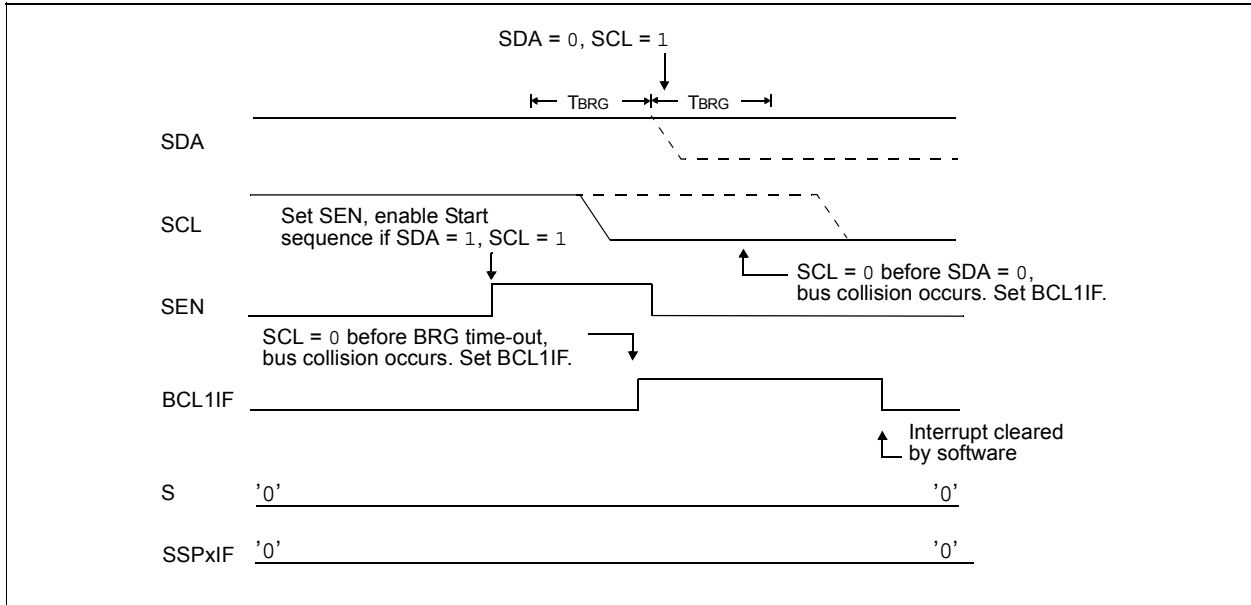 SDA = 0, SCL = 1
TBRG TBRG
SDA
SCL
Set SEN, enable Start
sequence if SDA = 1, SCL = 1
SCL = 0 before SDA = 0,
bus collision occurs. Set BCL1IF.
SEN
SCL = 0 before BRG time-out,
bus collision occurs. Set BCL1IF.
BCL1IF
Interrupt cleared
by software
S '0' '0'
SSPxIF '0' '0'